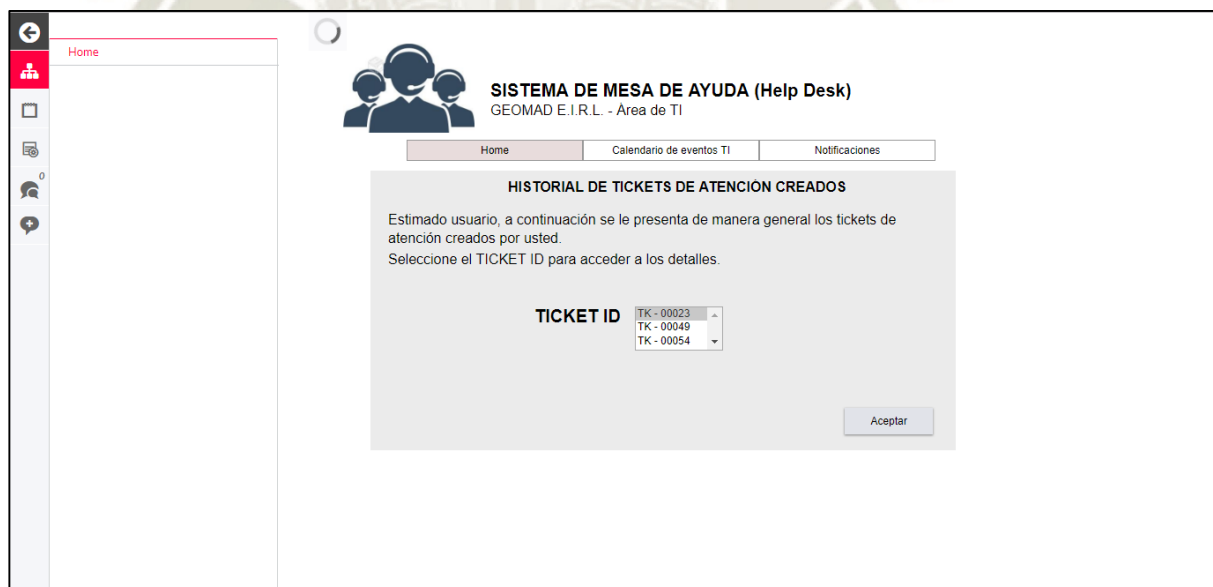 Home
0
SISTEMA DE MESA DE AYUDA (Help Desk)
GEOMAD E.I.R.L. - Área de TI
Home
Calendario de eventos TI
Notificaciones
HISTORIAL DE TICKETS DE ATENCIÓN CREADOS
Estimado usuario, a continuación se le presenta de manera general los tickets de
atención creados por usted.
Seleccione el TICKET ID para acceder a los detalles.
TICKET ID
TK - 00023
TK - 00049
TK - 00054
Aceptar